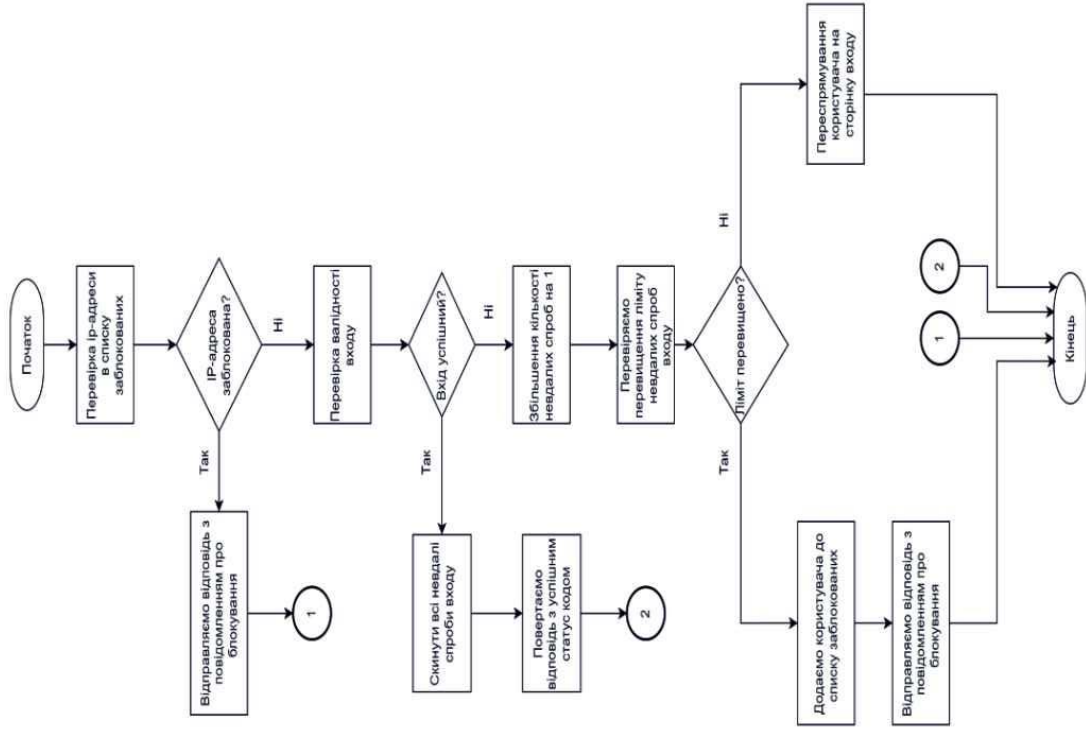 Початок
Перевірка ір-адреси
в списку
заблокованих
ІР-адреса
заблокована?
Так
Ні
Відправляємо відповідь з
повідомленням про
блокування
1
Перевірка валідності
входу
Вхід успішний?
Так
Ні
Скинути всі невдалі
спроби входу
Повертаємо
відповідь з успішним
статус кодом
2
Збільшення кількості
невдалих спроб на 1
Перевіряємо
перевищення ліміту
невдалих спроб
входу
Ліміт перевищено?
Так
Ні
Додаємо користувача до
списку заблокованих
Відправляємо відповідь з
повідомленням про
блокування
Переспрямування
користувача на
сторінку входу
1
2
Кінець